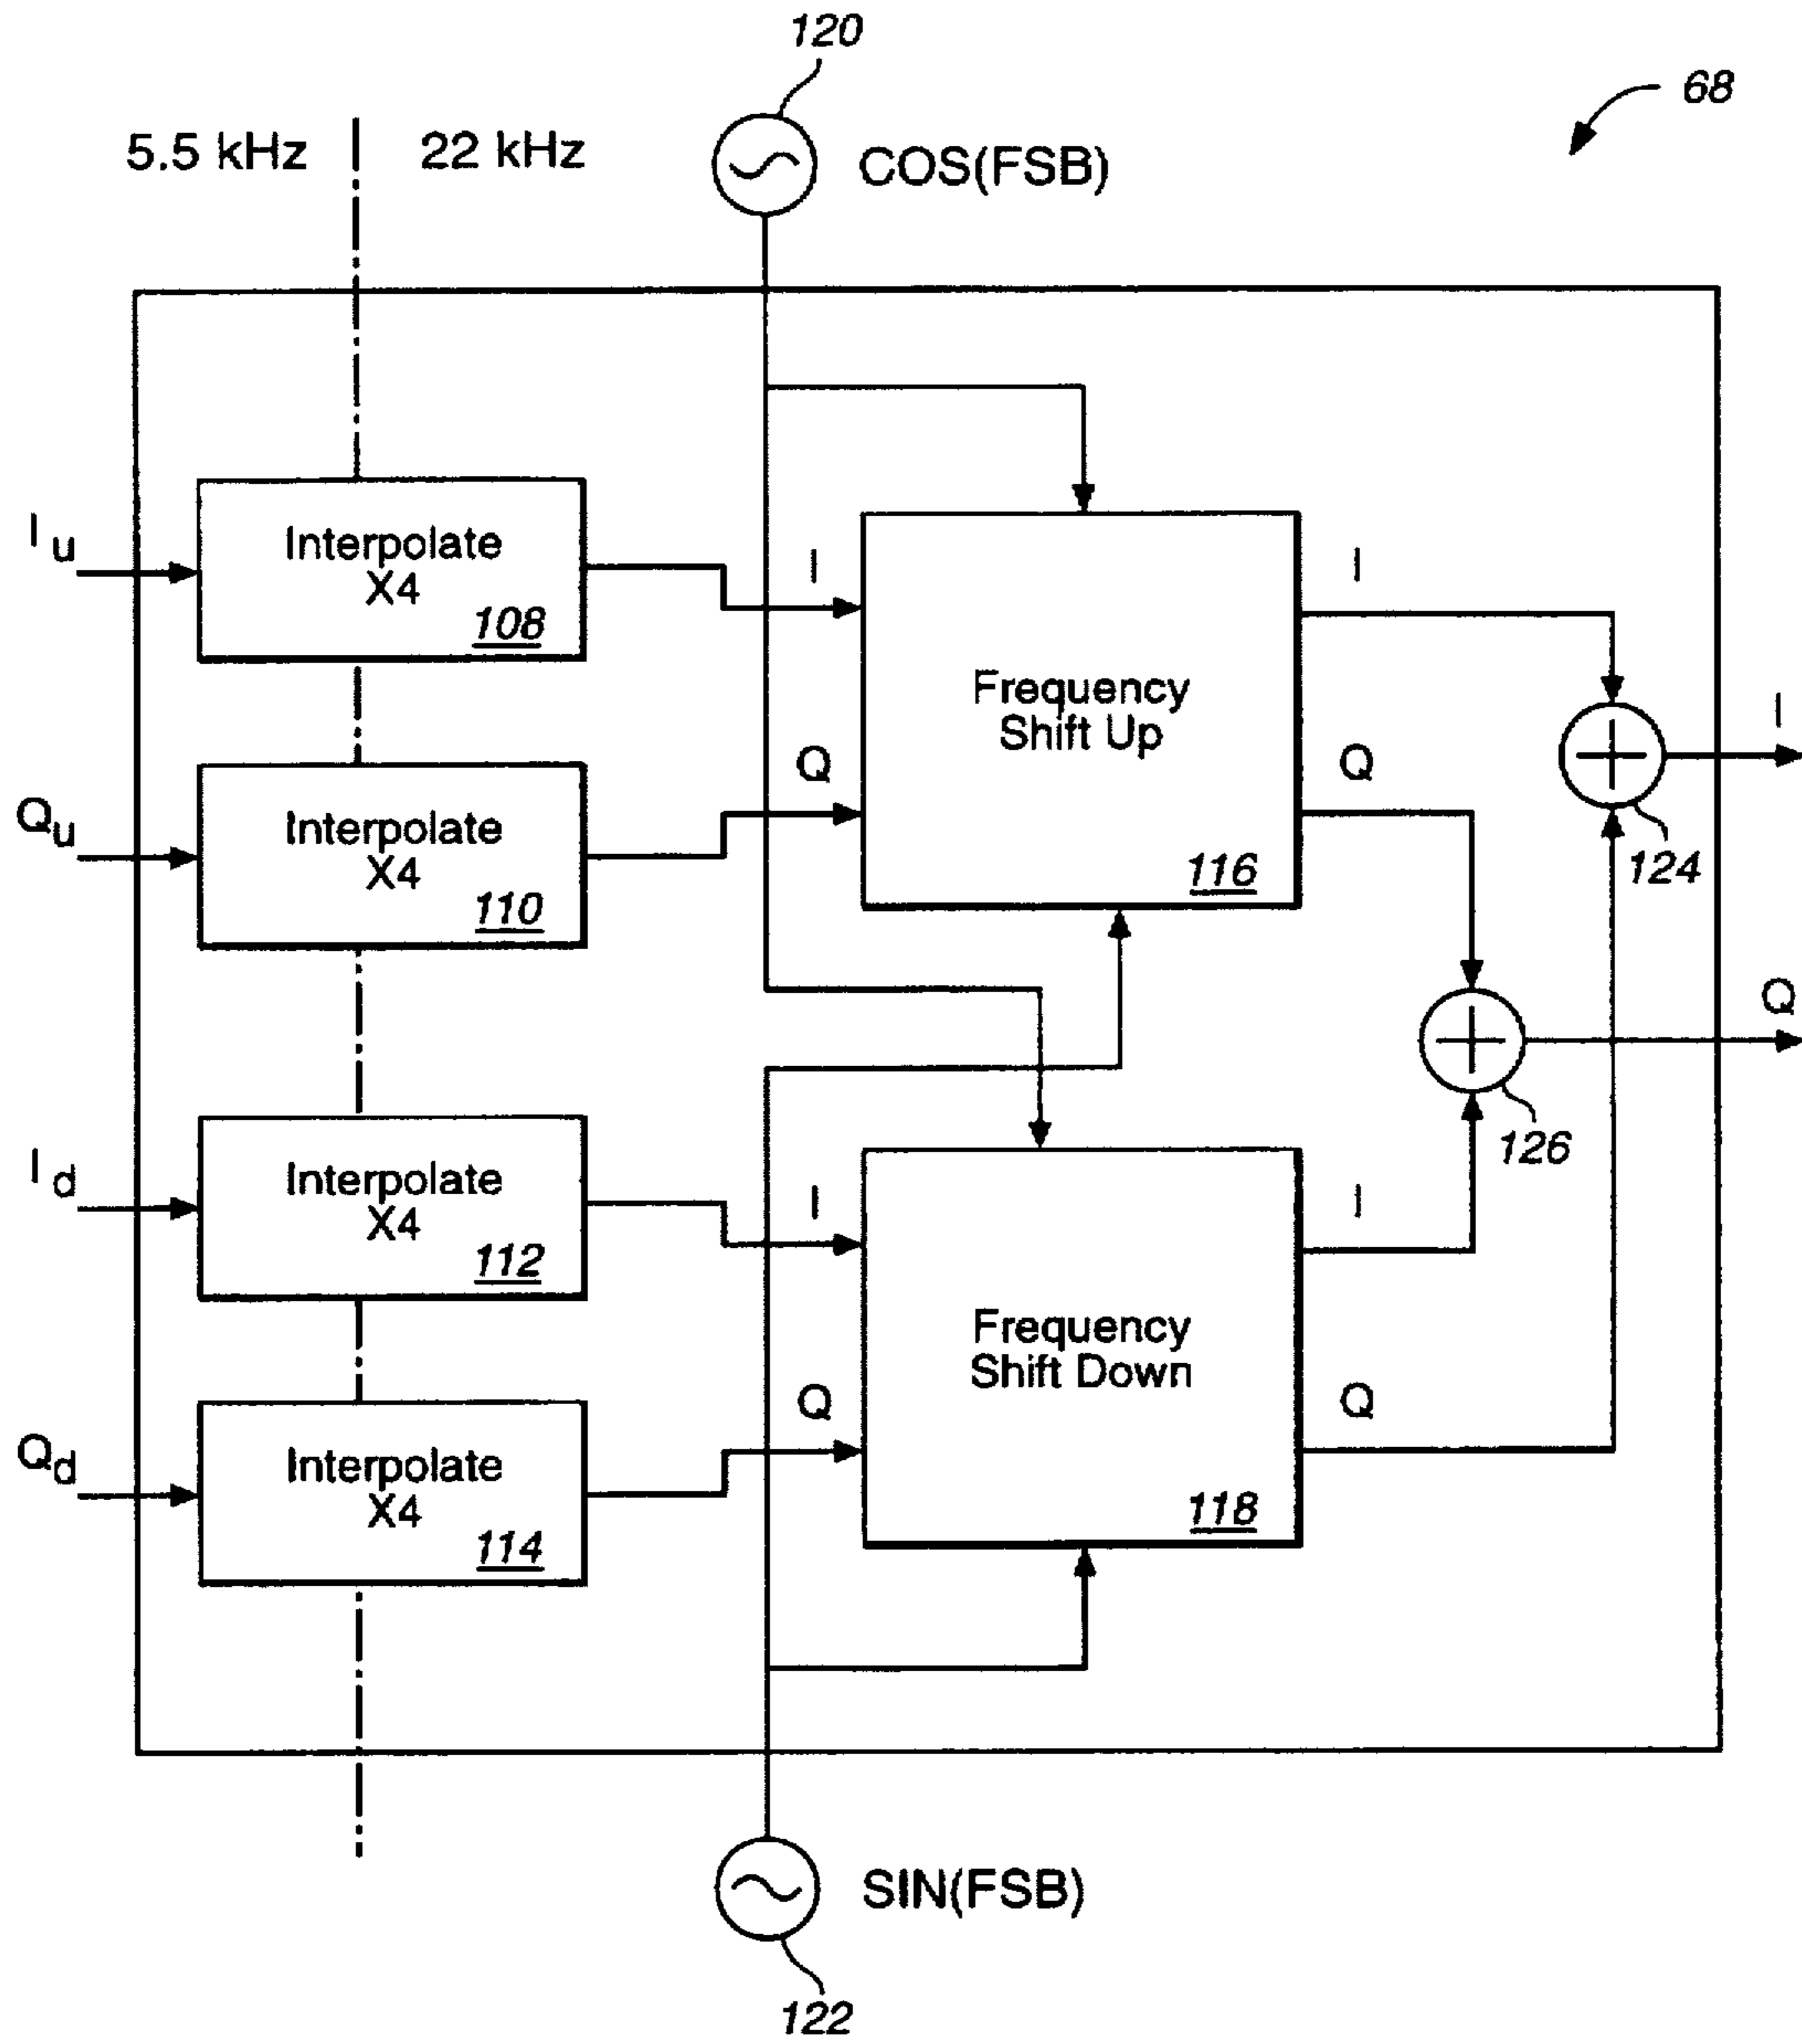 120
68
5.5 kHz
22 kHz
COS(FSB)
I u
Interpolate
X4
108
I
I
Frequency
Shift Up
I
Q u
Interpolate
X4
110
Q
Q
116
124
Q
I d
Interpolate
X4
112
I
I
126
Frequency
Shift Down
Q d
Interpolate
X4
114
Q
Q
118
SIN(FSB)
122